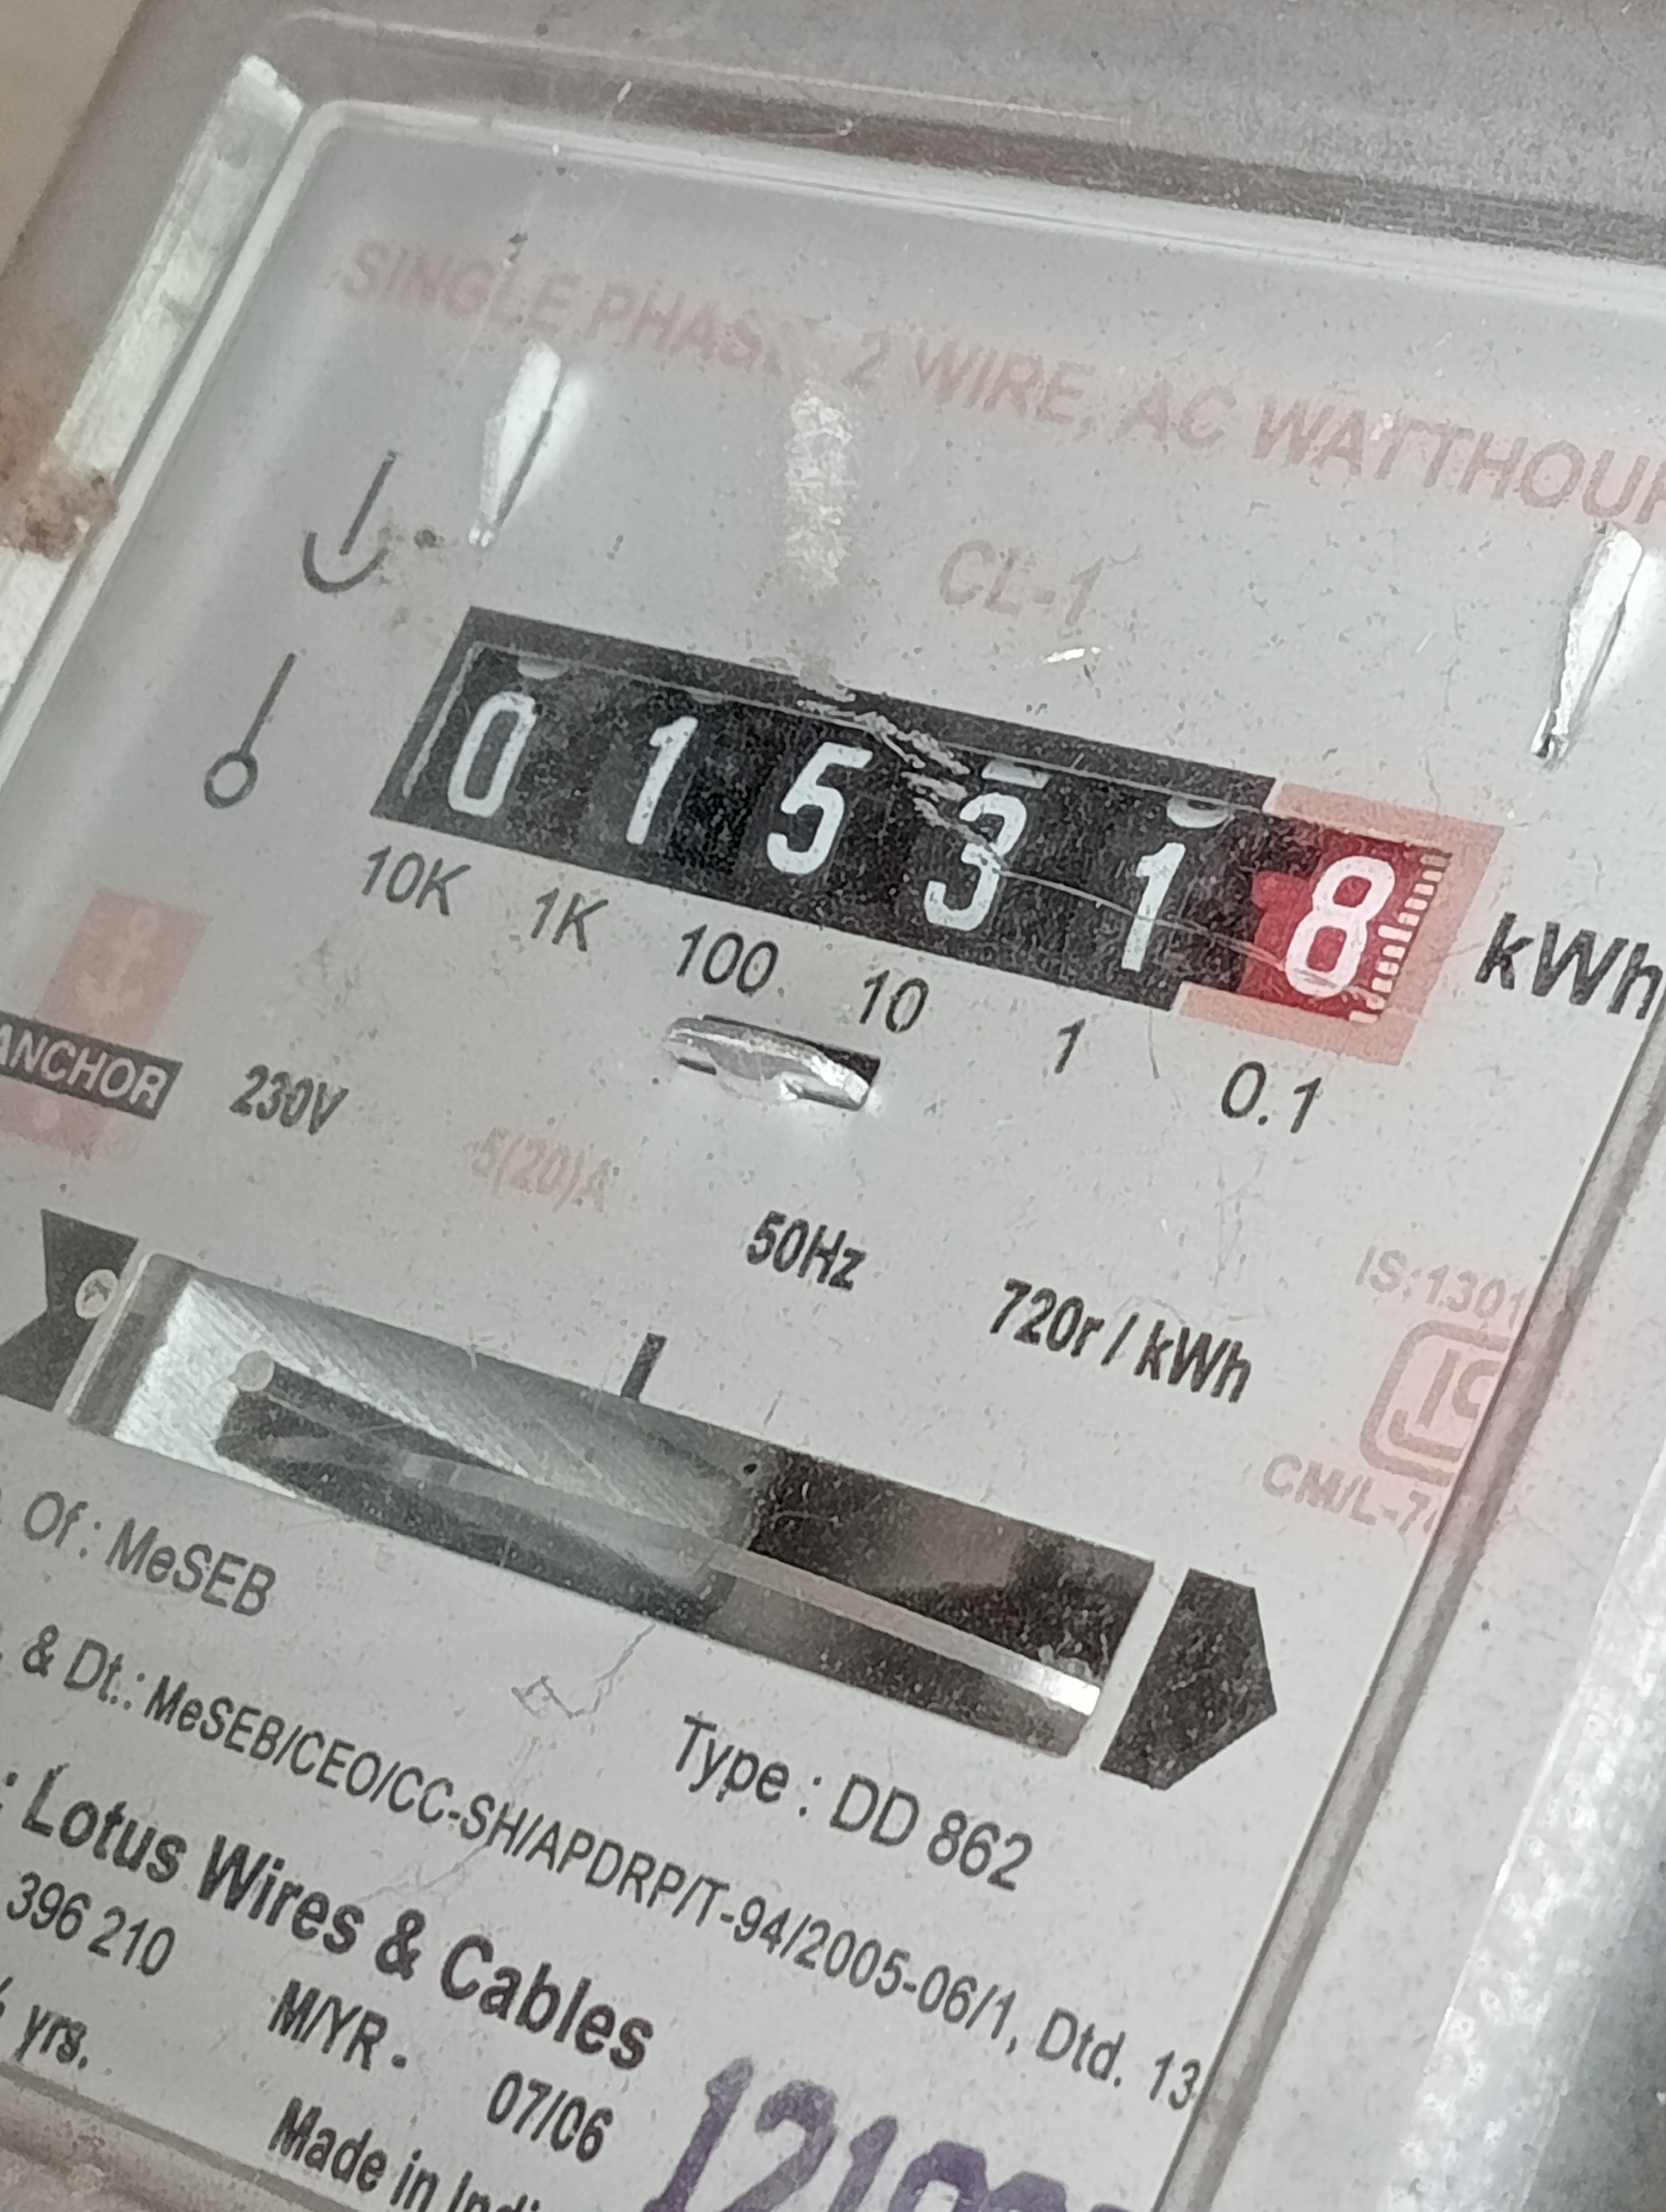 SINGLE PHASE 2 WIRE, AC WATTHOUR
CL-1
0 1 5 3 1 8 kWh
10K 1K 100 10 1 0.1
ANCHOR 230V 5(20)A 50Hz 720r / kWh
IS:1301
CM/L-7
Of : MeSEB
& Dt.: MeSEB/CEO/CC-SH/APDRP/T-94/2005-06/1, Dtd. 13
Type : DD 862
: Lotus Wires & Cables
396 210
yrs. M/YR - 07/06
Made in Indi